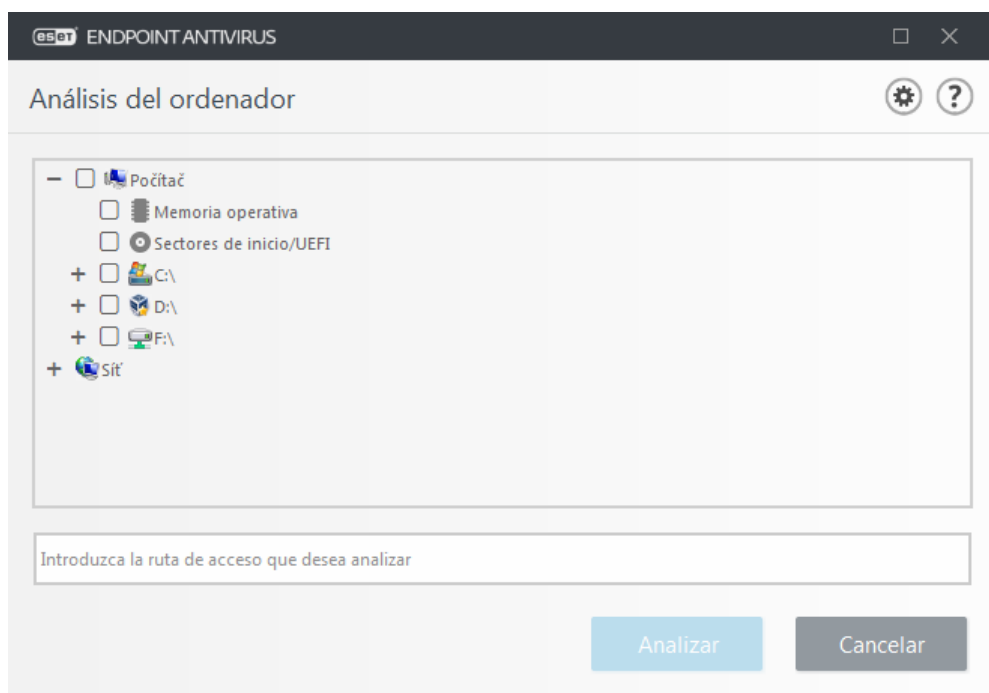 eset ENDPOINT ANTIVIRUS
Análisis del ordenador
?
Počítač
Memoria operativa
Sectores de inicio/UEFI
C:\
D:\
F:\
Síť
Introduzca la ruta de acceso que desea analizar
Analizar Cancelar